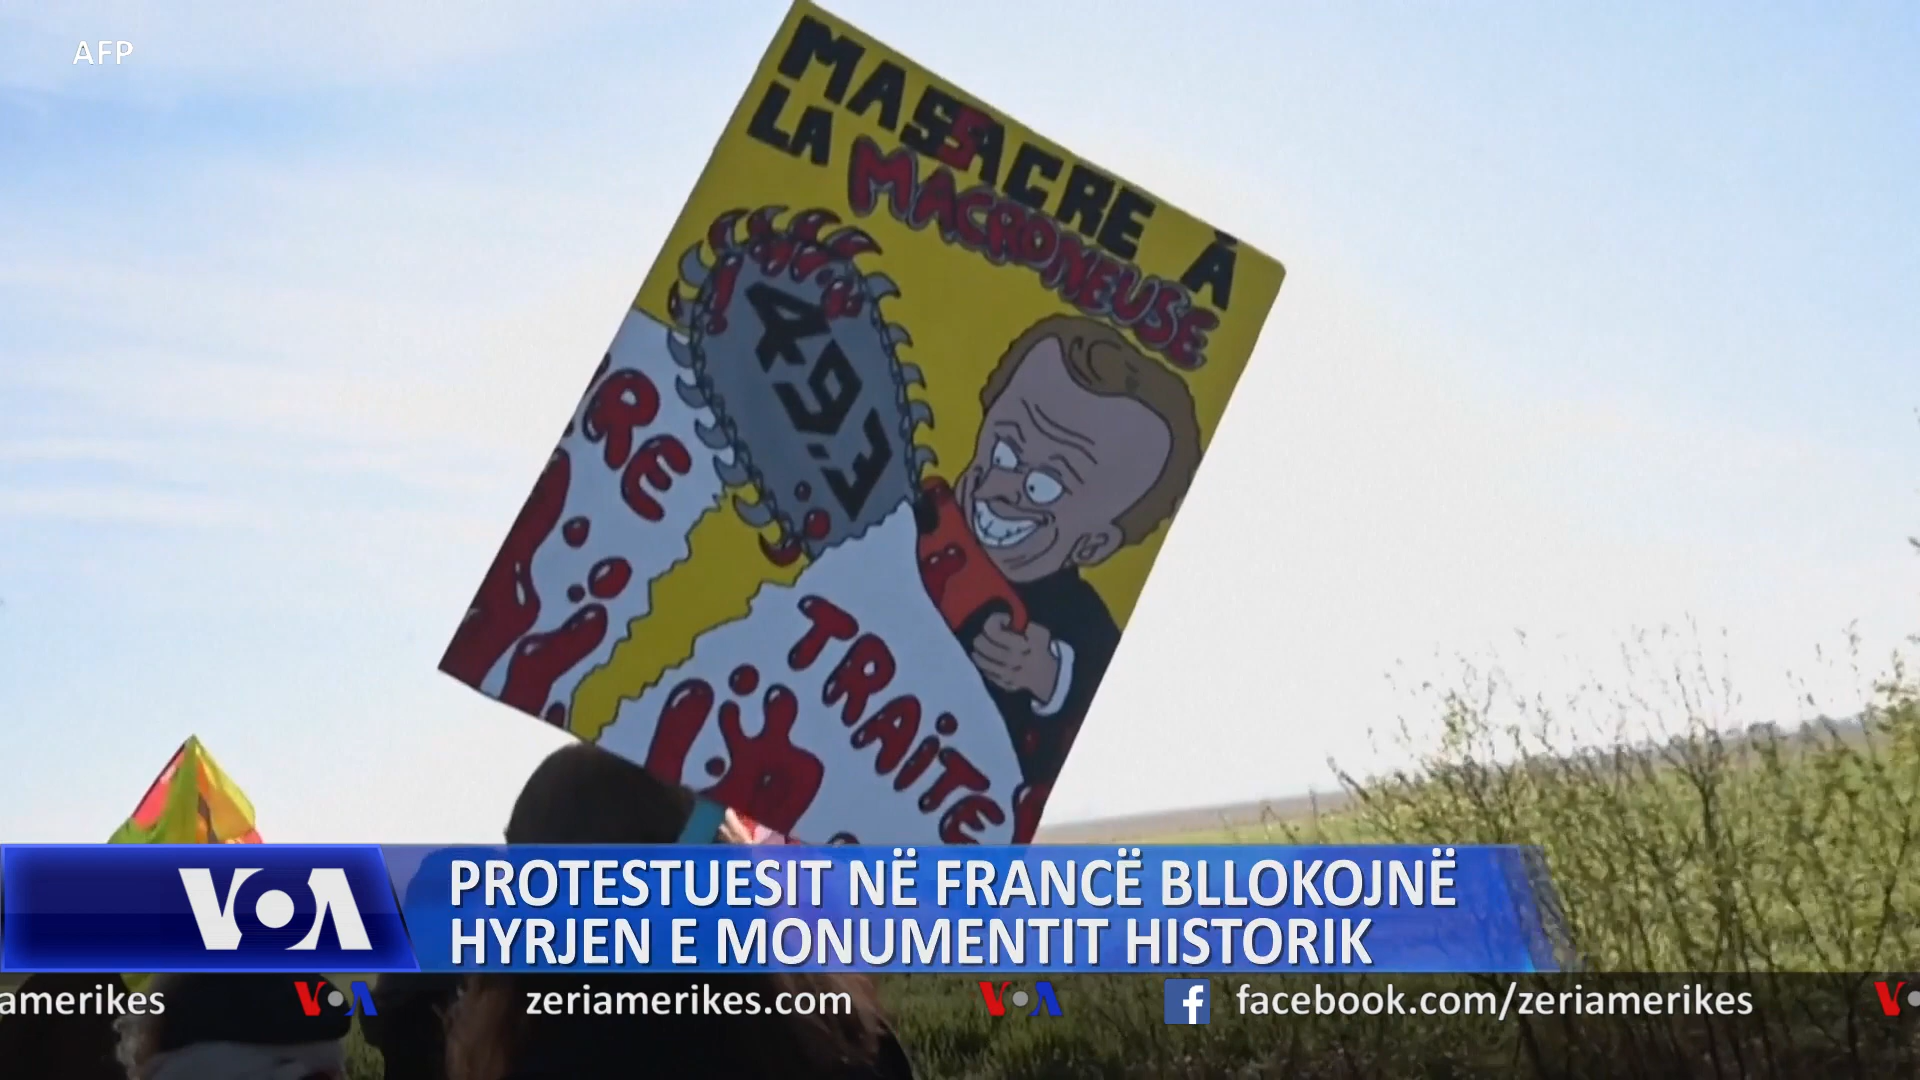 AFP
MASSACRE À
LA MACRONEUSE
49.3
TRAITE
VOA
PROTESTUESIT NË FRANCË BLLOKOJNË
HYRJEN E MONUMENTIT HISTORIK
amerikes VOA zeriamerikes.com VOA f facebook.com/zeriamerikes